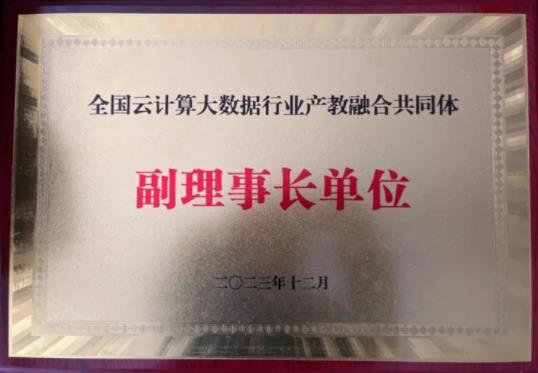 全国云计算大数据行业产教融合共同体
副理事长单位
二〇二三年十二月